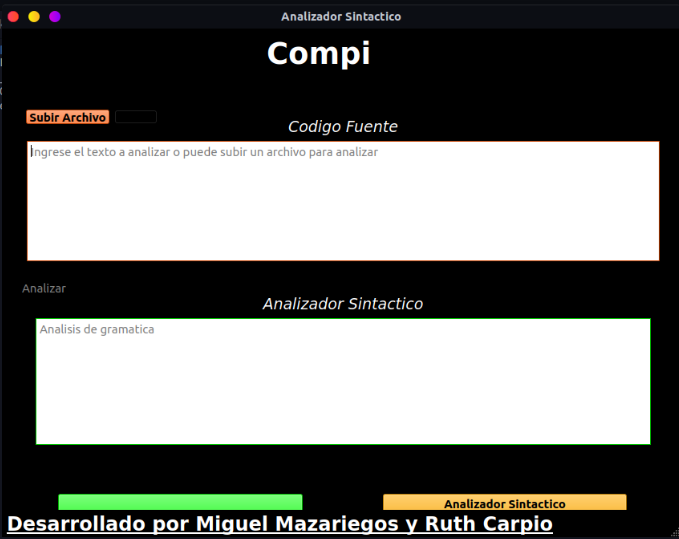 Analizador Sintactico
Compi
Subir Archivo
Codigo Fuente
Ingrese el texto a analizar o puede subir un archivo para analizar
Analizar
Analizador Sintactico
Analisis de gramatica
Analizador Sintactico
Desarrollado por Miguel Mazariegos y Ruth Carpio